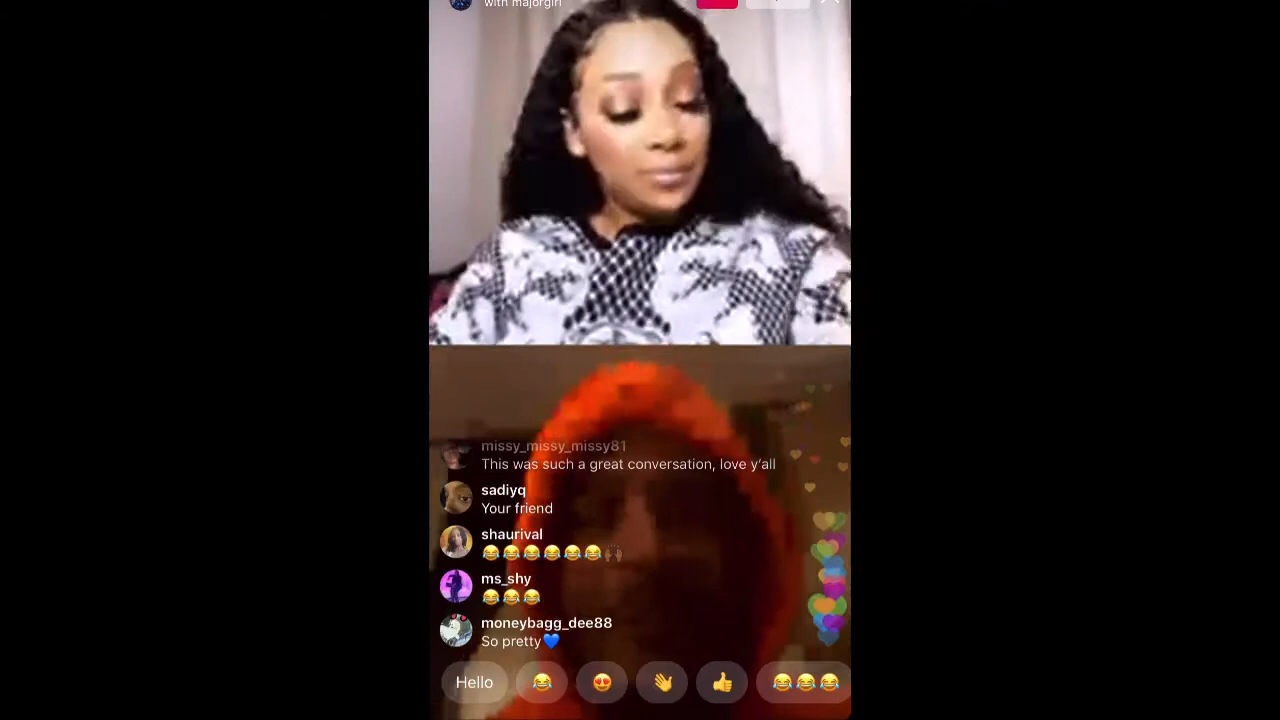 with majorgirl
missy_missy_missy81
This was such a great conversation, love y'all
sadiyq
Your friend
shaurival
😂😂😂😂😂😂🙌🏾
ms_shy
😂😂😂
moneybagg_dee88
So pretty💙
Hello 😂 😍 👋 👍 😂😂😂